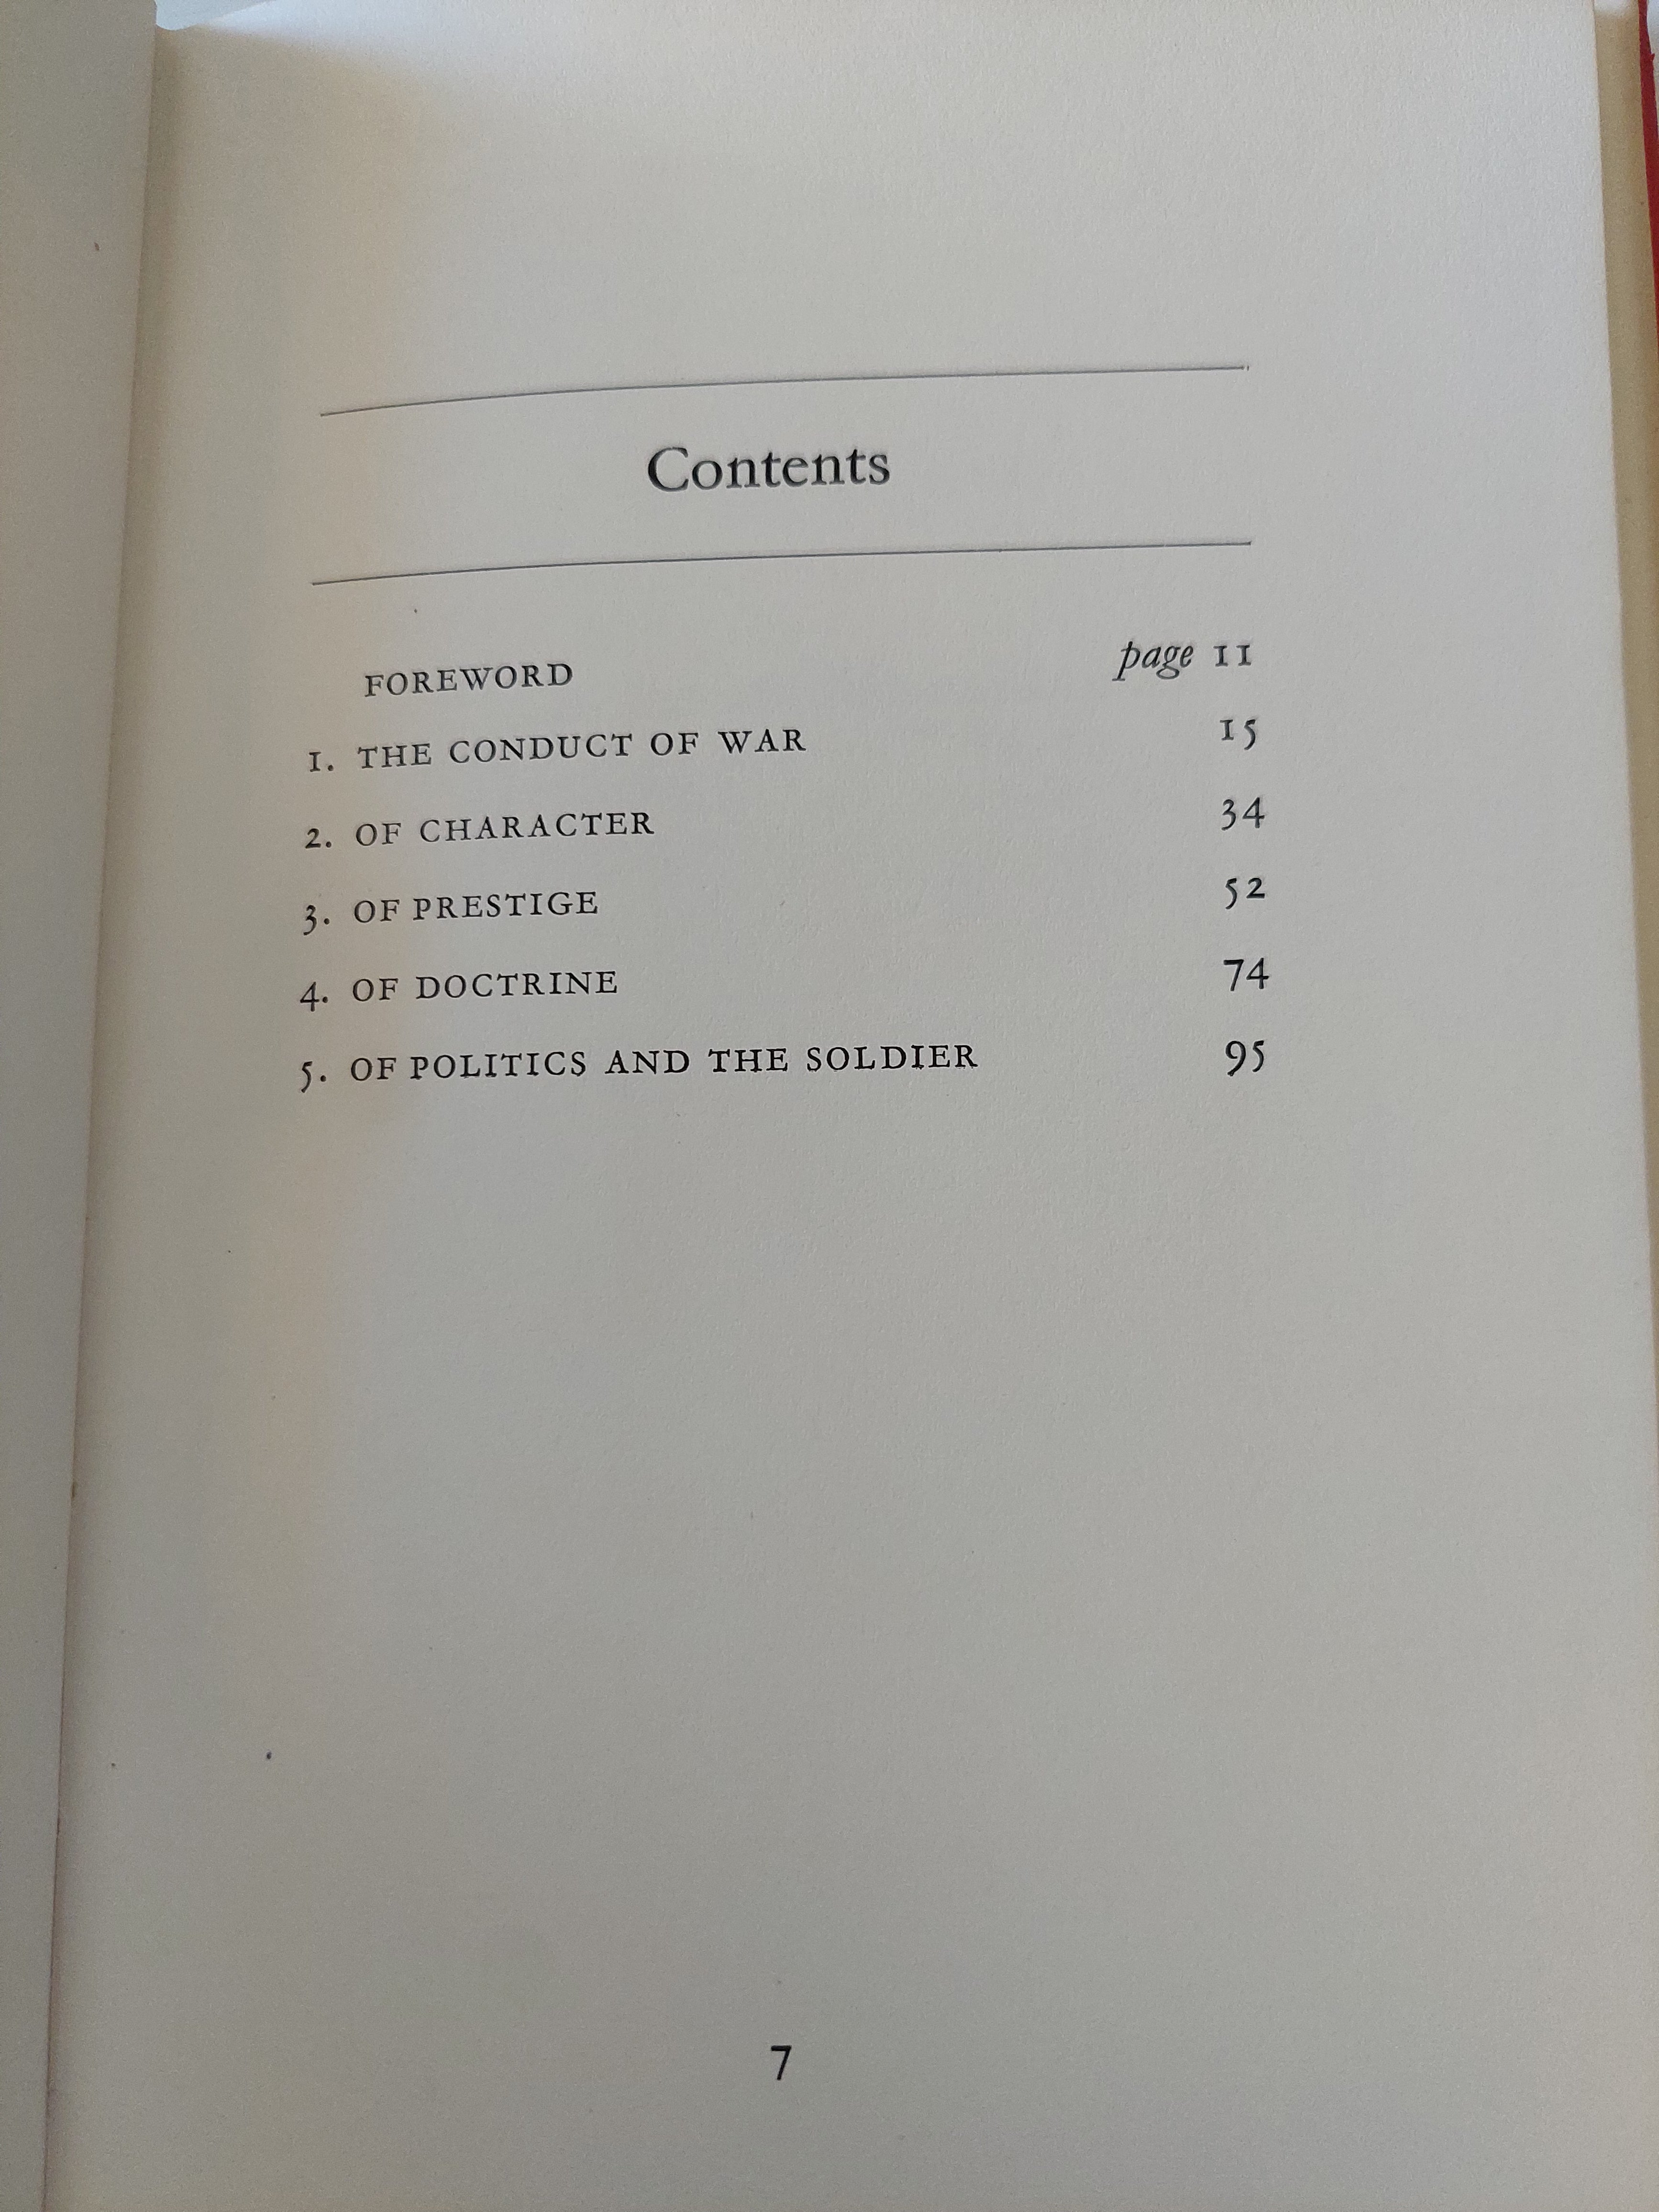 Contents
FOREWORD page 11
1. THE CONDUCT OF WAR 15
2. OF CHARACTER 34
3. OF PRESTIGE 52
4. OF DOCTRINE 74
5. OF POLITICS AND THE SOLDIER 95
7